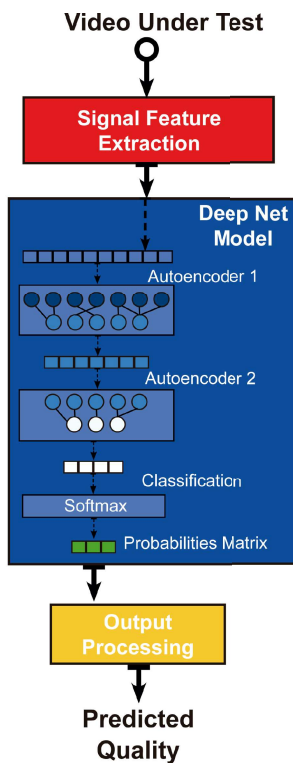 Video Under Test
Signal Feature
Extraction
Deep Net
Model
Autoencoder 1
Autoencoder 2
Classification
Softmax
Probabilities Matrix
Output
Processing
Predicted
Quality